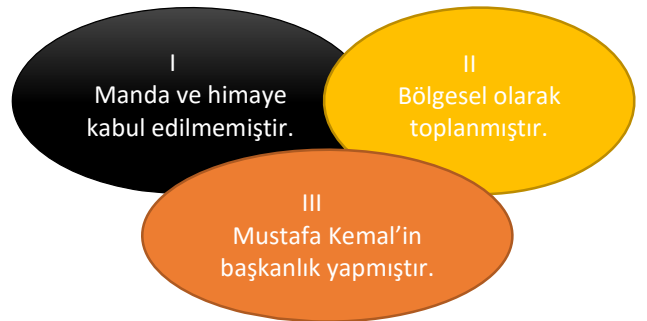 I
Manda ve himaye
kabul edilmemiştir.
II
Bölgesel olarak
toplanmıştır.
III
Mustafa Kemal’in
başkanlık yapmıştır.